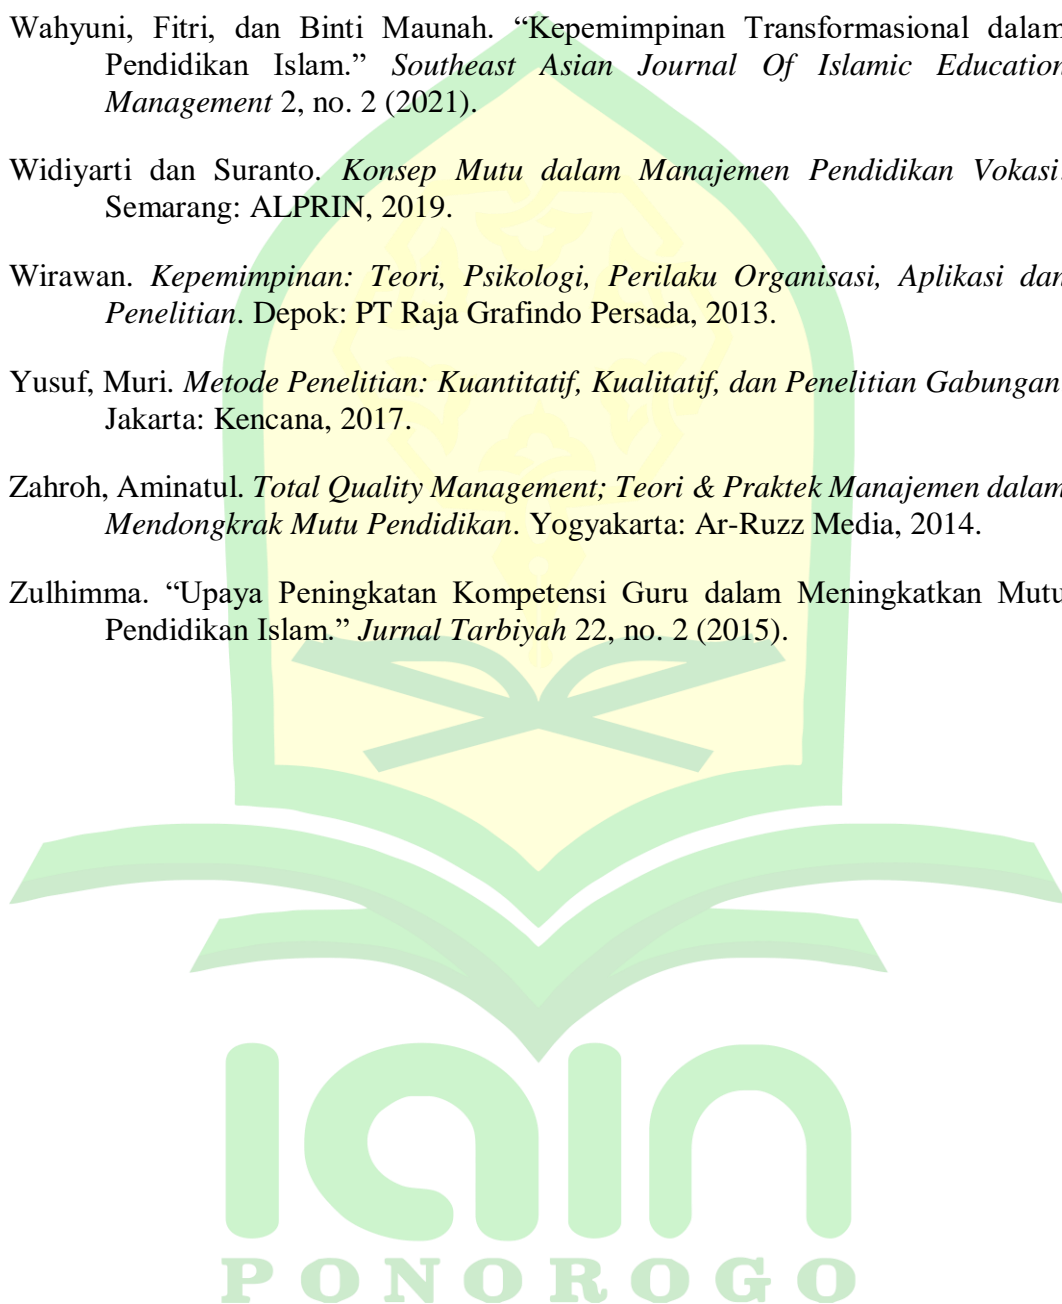 Wahyuni, Fitri, dan Binti Maunah. “Kepemimpinan Transformasional dalam
Pendidikan Islam.” Southeast Asian Journal Of Islamic Education
Management 2, no. 2 (2021).
Widiyarti dan Suranto. Konsep Mutu dalam Manajemen Pendidikan Vokasi.
Semarang: ALPRIN, 2019.
Wirawan. Kepemimpinan: Teori, Psikologi, Perilaku Organisasi, Aplikasi dan
Penelitian. Depok: PT Raja Grafindo Persada, 2013.
Yusuf, Muri. Metode Penelitian: Kuantitatif, Kualitatif, dan Penelitian Gabungan.
Jakarta: Kencana, 2017.
Zahroh, Aminatul. Total Quality Management; Teori & Praktek Manajemen dalam
Mendongkrak Mutu Pendidikan. Yogyakarta: Ar-Ruzz Media, 2014.
Zulhimma. “Upaya Peningkatan Kompetensi Guru dalam Meningkatkan Mutu
Pendidikan Islam.” Jurnal Tarbiyah 22, no. 2 (2015).
IAIN
PONOROGO